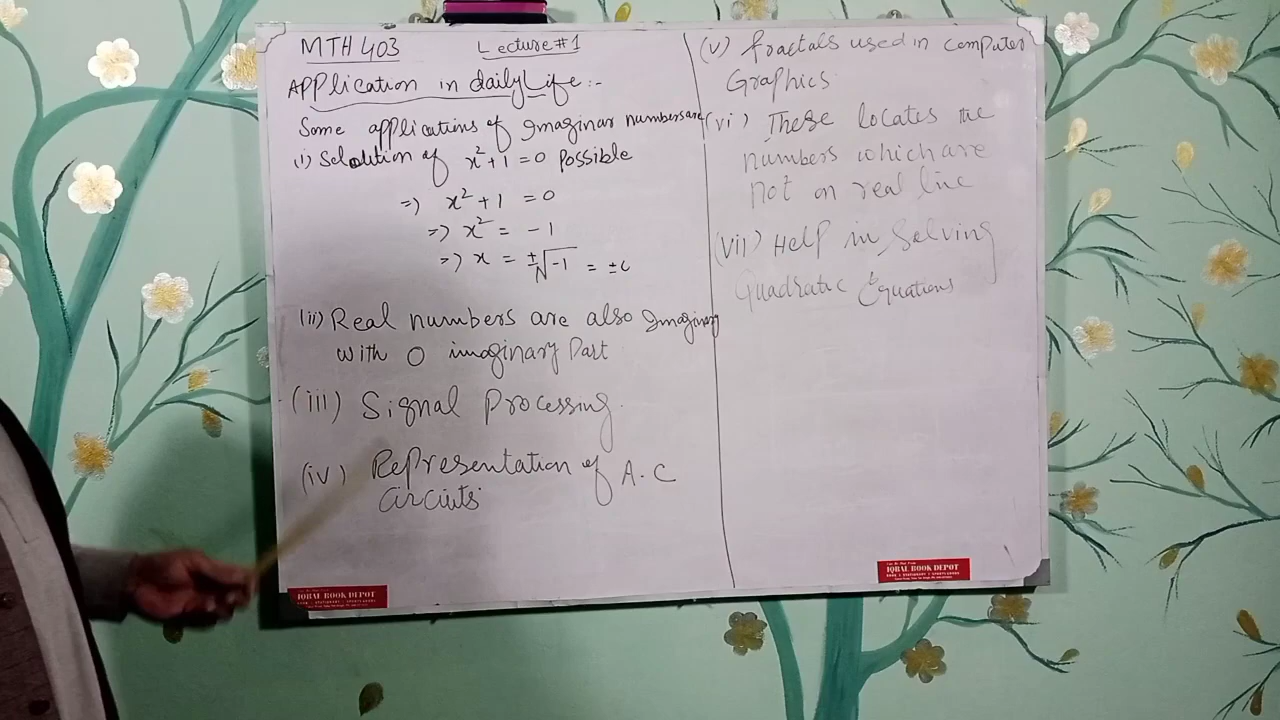 MTH 403 Lecture #1
Application in daily Life:-
Some applications of Imaginar numbers are
(i) Solution of x²+1 = 0 Possible
=> x² + 1 = 0
=> x² = -1
=> x = ±√-1 = ±i
(ii) Real numbers are also Imaginary
with 0 imaginary Part
(iii) Signal Processing.
(iv) Representation of A.C
circiuts
(v) fractals used in computer
Graphics
(vi) These locates the
numbers which are
not on real line
(vii) Help in Solving
Quadratic Equations
IQBAL BOOK DEPOT
IQBAL BOOK DEPOT